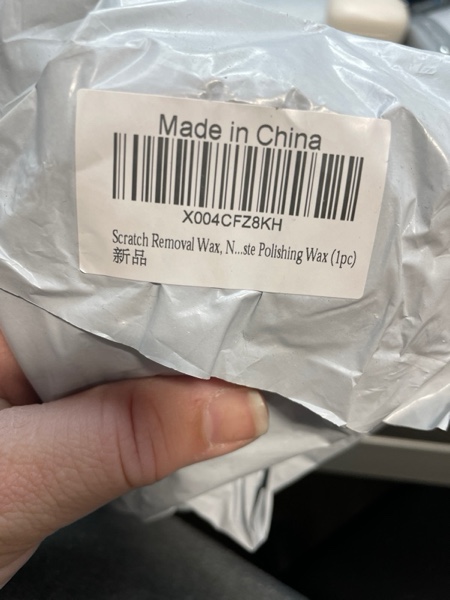 Made in China
X004CFZ8KH
Scratch Removal Wax, N...ste Polishing Wax (1pc)
新品